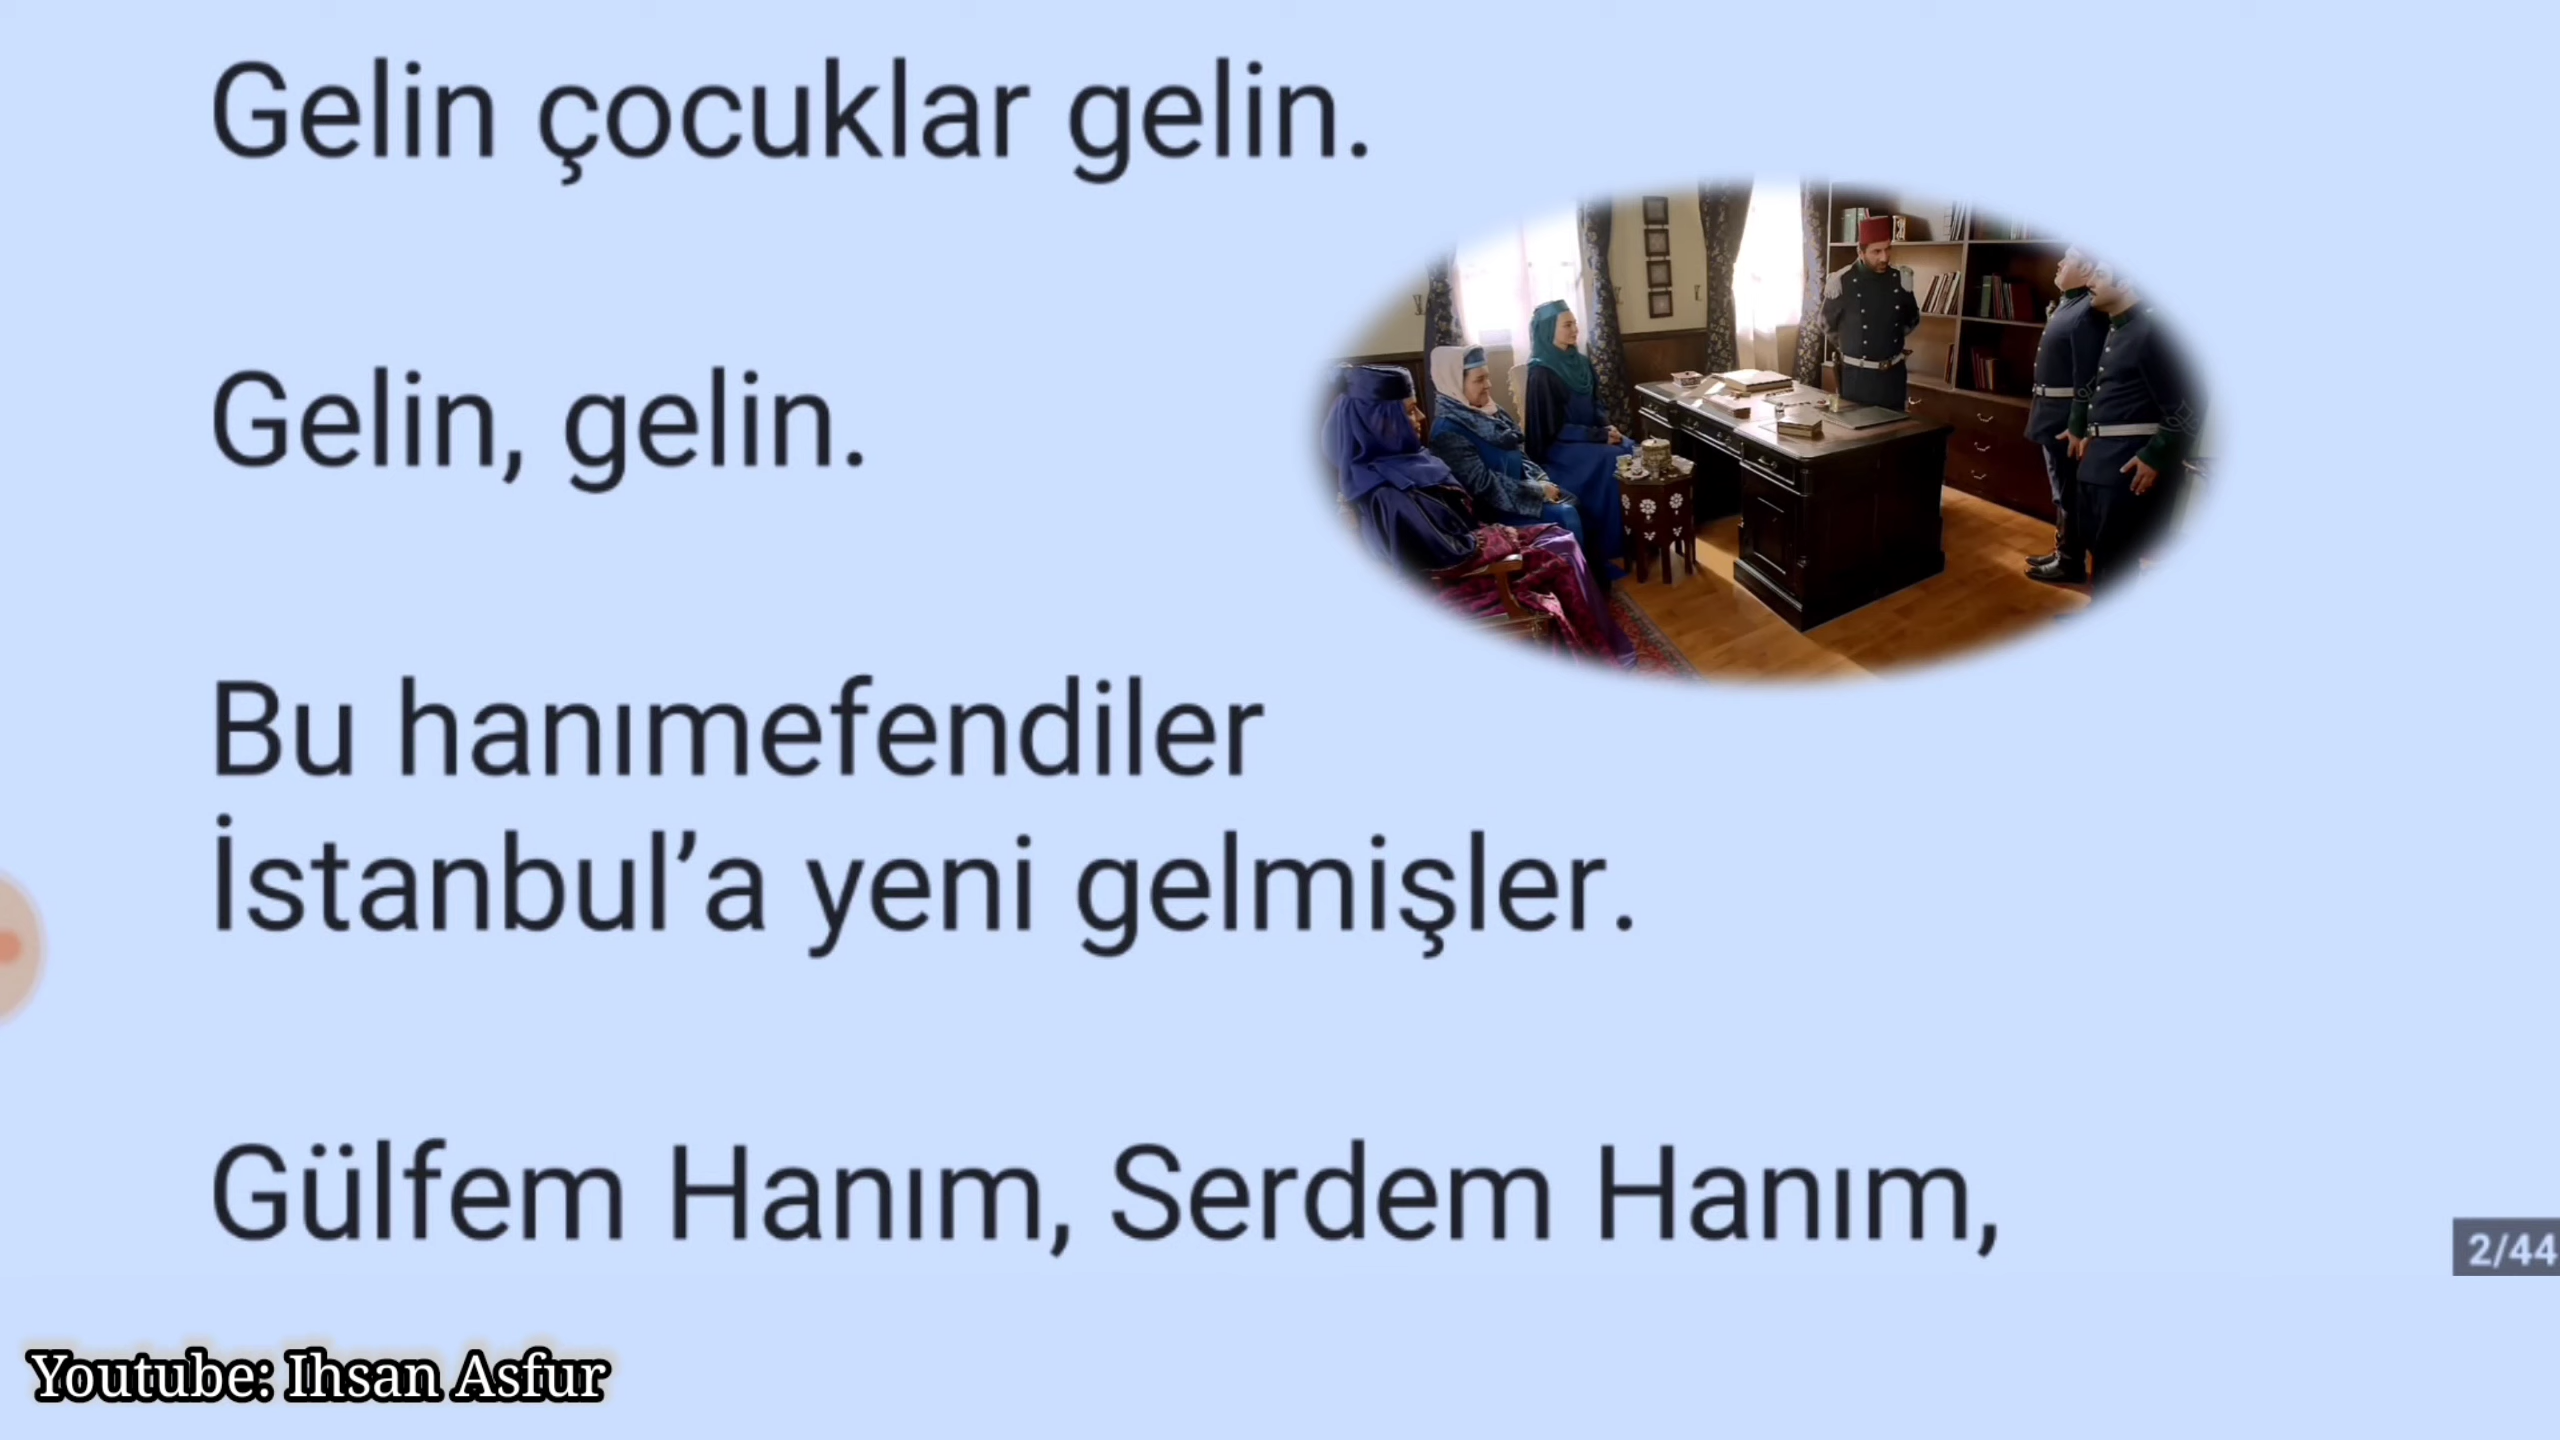 Gelin çocuklar gelin.
Gelin, gelin.
Bu hanımefendiler
İstanbul’a yeni gelmişler.
Gülfem Hanım, Serdem Hanım,
2/44
Youtube: Ihsan Asfur